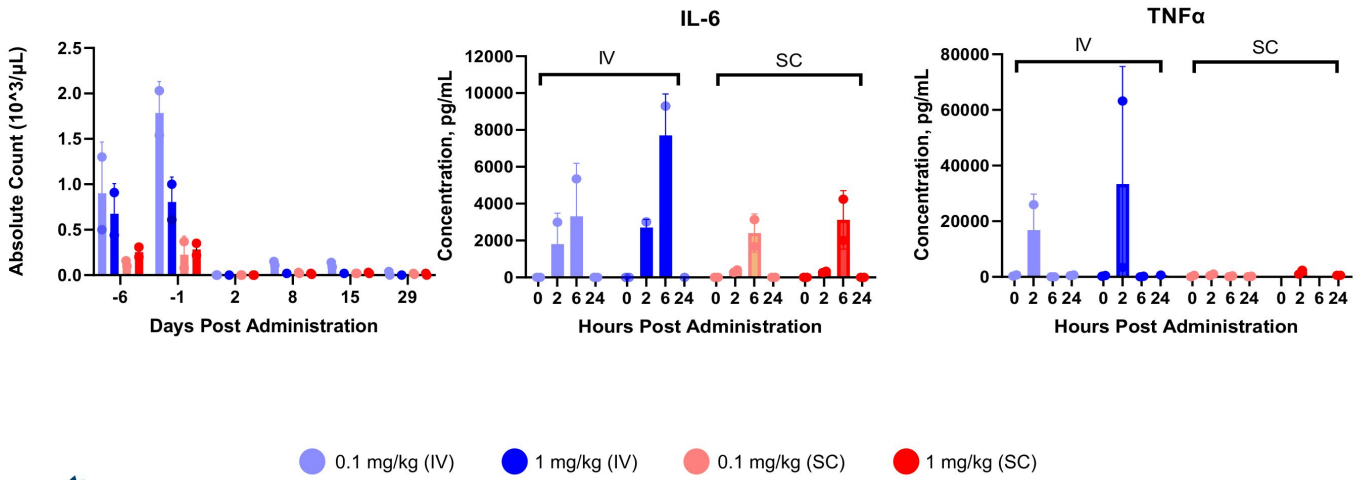 IL-6
TNFα
Absolute Count (10^3/µL)
2.5
2.0
1.5
1.0
0.5
0.0
-6 -1 2 8 15 29
Days Post Administration
Concentration, pg/mL
12000
10000
8000
6000
4000
2000
0
IV SC
0 2 6 24 0 2 6 24 0 2 6 24 0 2 6 24
Hours Post Administration
Concentration, pg/mL
80000
60000
40000
20000
0
IV SC
0 2 6 24 0 2 6 24 0 2 6 24 0 2 6 24
Hours Post Administration
0.1 mg/kg (IV) 1 mg/kg (IV) 0.1 mg/kg (SC) 1 mg/kg (SC)